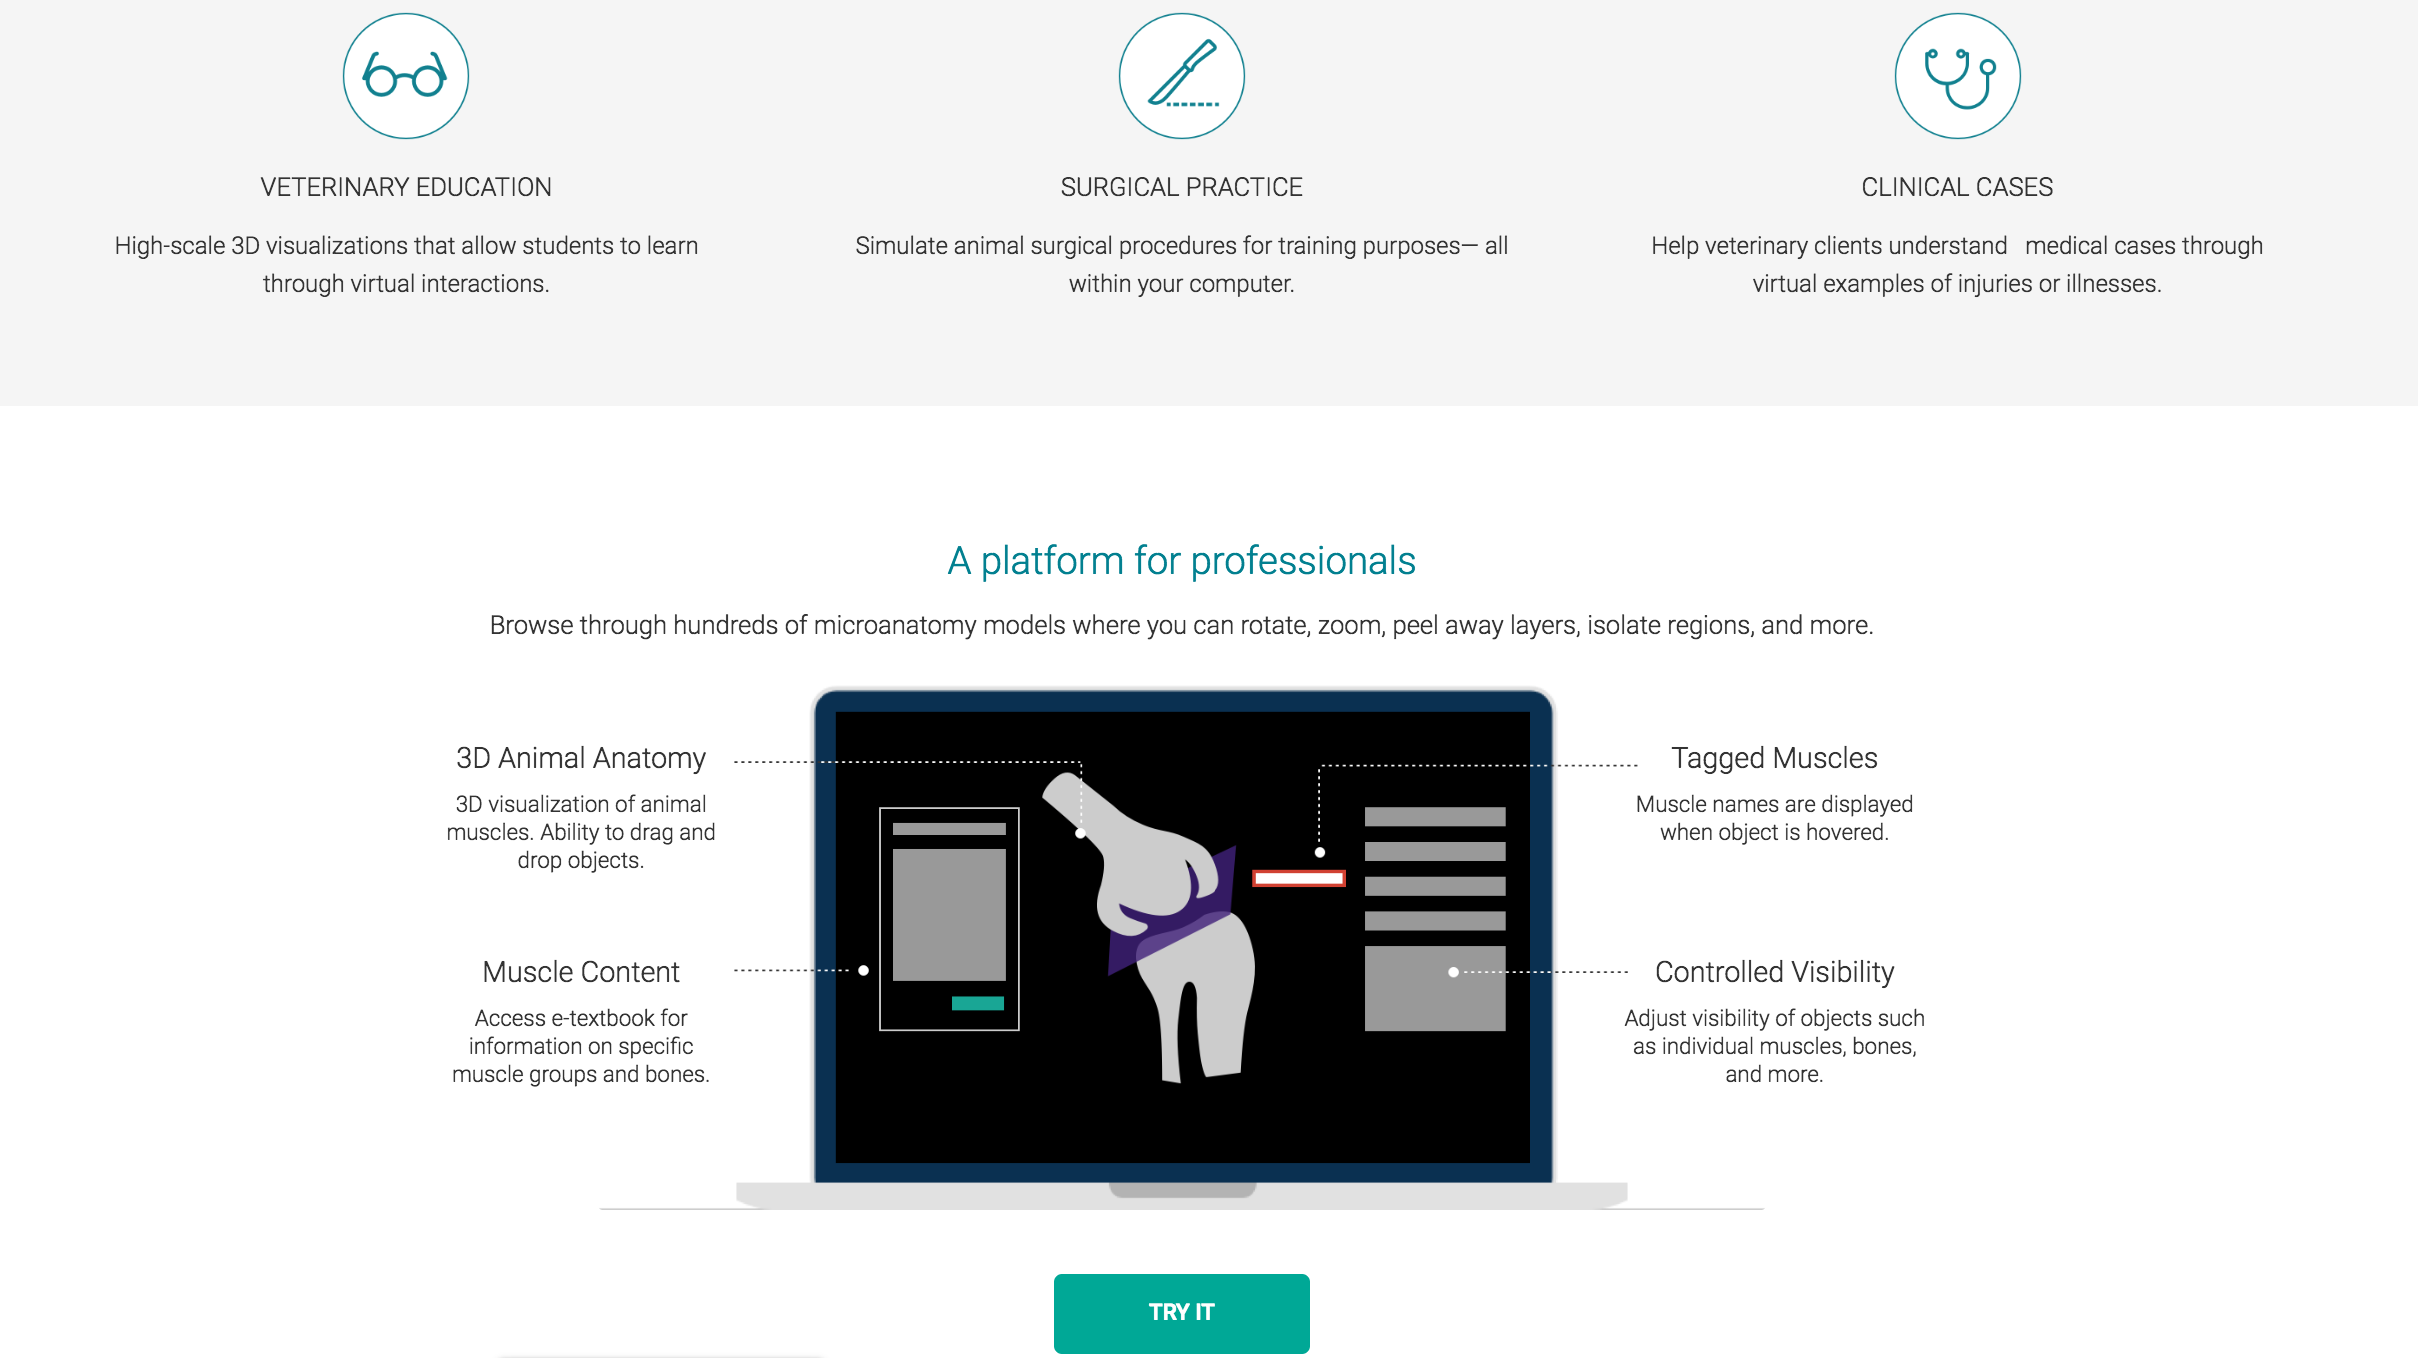 VETERINARY EDUCATION
High-scale 3D visualizations that allow students to learn
through virtual interactions.
SURGICAL PRACTICE
Simulate animal surgical procedures for training purposes— all
within your computer.
CLINICAL CASES
Help veterinary clients understand medical cases through
virtual examples of injuries or illnesses.
A platform for professionals
Browse through hundreds of microanatomy models where you can rotate, zoom, peel away layers, isolate regions, and more.
3D Animal Anatomy
3D visualization of animal
muscles. Ability to drag and
drop objects.
Muscle Content
Access e-textbook for
information on specific
muscle groups and bones.
Tagged Muscles
Muscle names are displayed
when object is hovered.
Controlled Visibility
Adjust visibility of objects such
as individual muscles, bones,
and more.
TRY IT